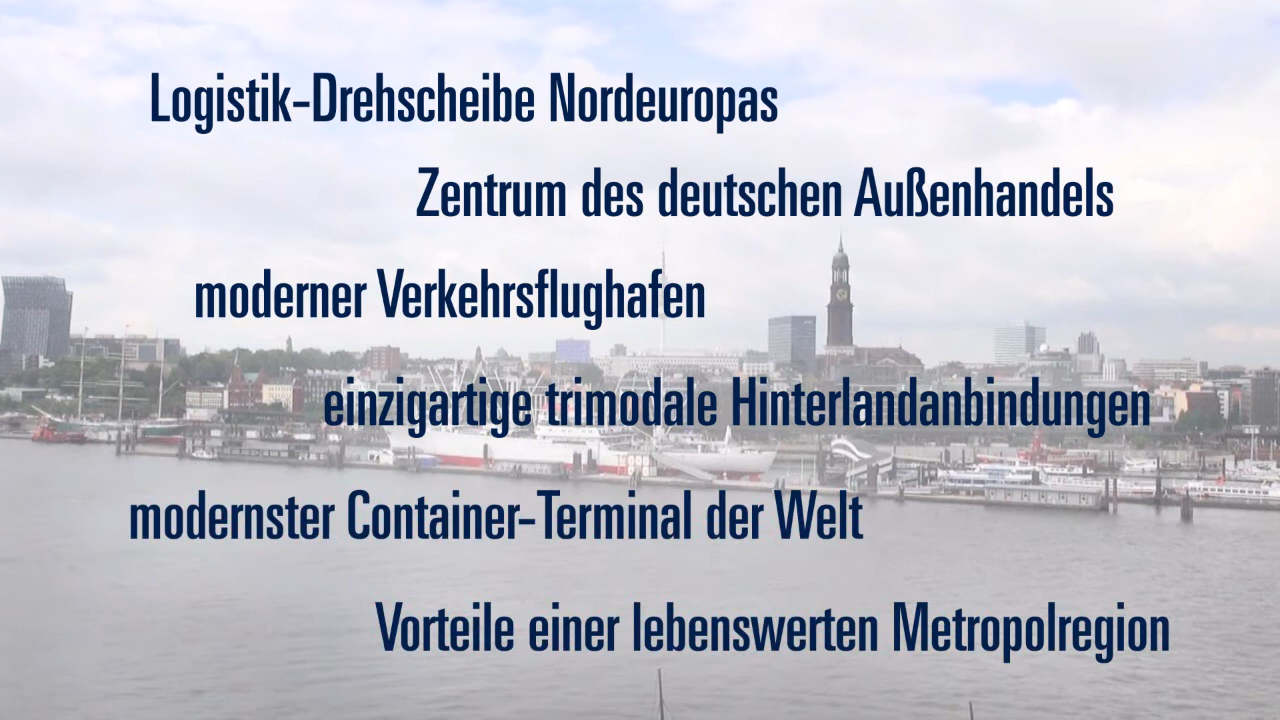 Logistik-Drehscheibe Nordeuropas
Zentrum des deutschen Außenhandels
moderner Verkehrsflughafen
einzigartige trimodale Hinterlandanbindungen
modernster Container-Terminal der Welt
Vorteile einer lebenswerten Metropolregion